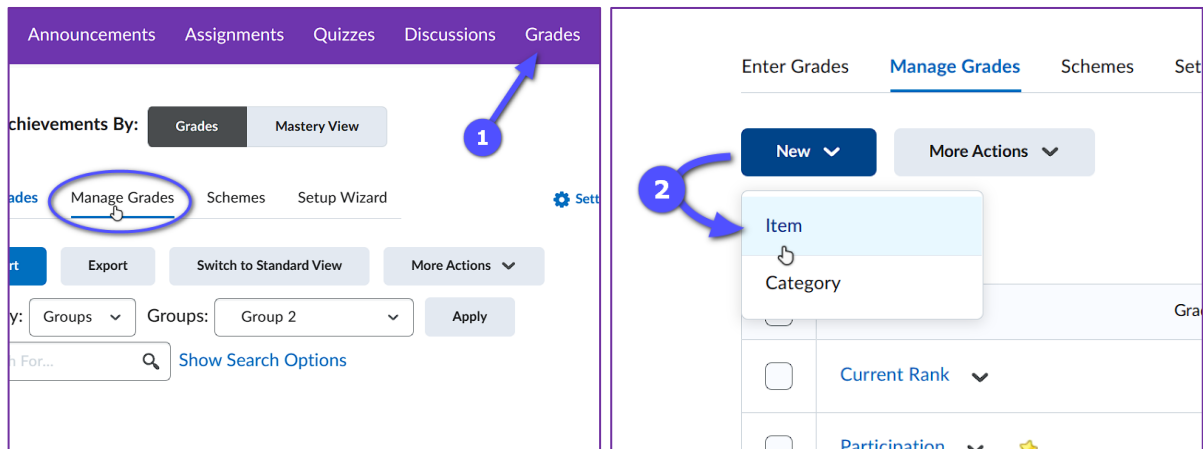 Announcements Assignments Quizzes Discussions Grades
chievements By: Grades Mastery View
1
ades Manage Grades Schemes Setup Wizard Sett
rt Export Switch to Standard View More Actions
y: Groups Groups: Group 2 Apply
h For... Show Search Options
Enter Grades Manage Grades Schemes Set
New More Actions
2
Item
Category
Grad
Current Rank
Participation